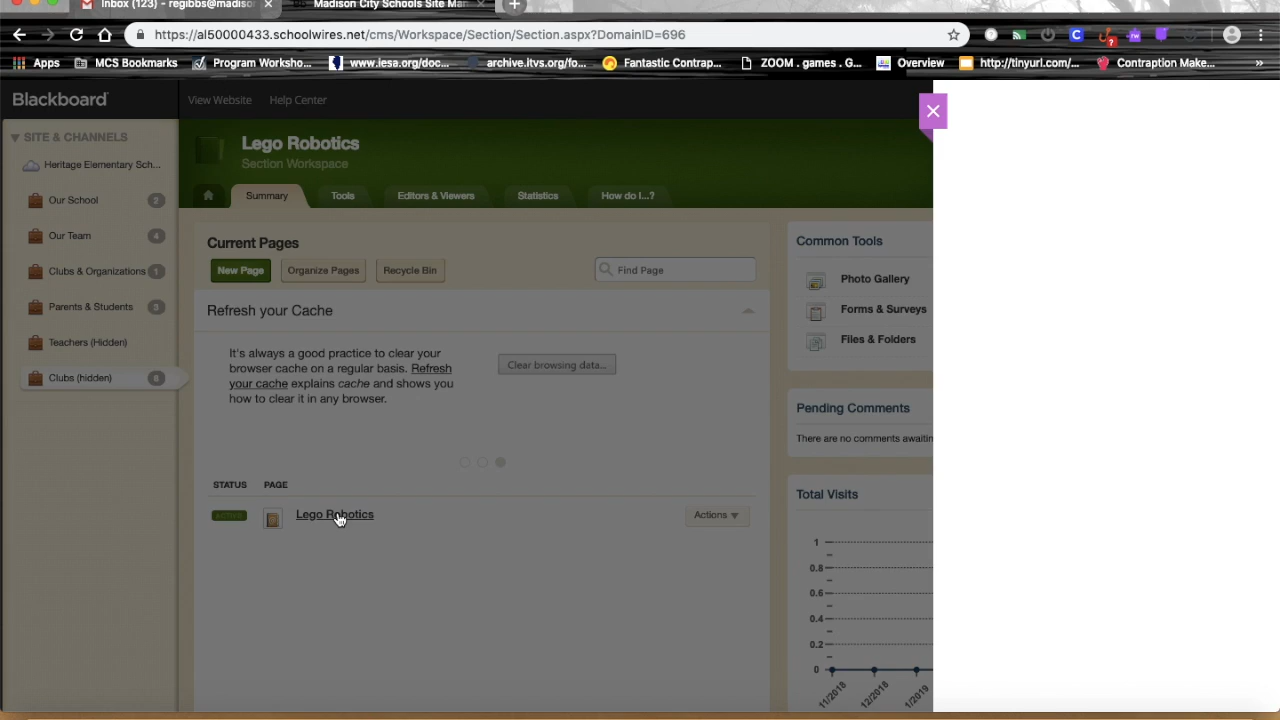 Inbox (123) - regibbs@madiso
Madison City Schools Site Man
https://al50000433.schoolwires.net/cms/Workspace/Section/Section.aspx?DomainID=696
Apps
MCS Bookmarks
Program Worksho...
www.iesa.org/doc...
archive.itvs.org/fo...
Fantastic Contrap...
ZOOM . games . G...
Overview
http://tinyurl.com/...
Contraption Make...
»
Blackboard
View Website
Help Center
SITE & CHANNELS
Heritage Elementary Sch...
Our School 2
Our Team 4
Clubs & Organizations 1
Parents & Students 3
Teachers (Hidden)
Clubs (hidden) 6
Lego Robotics
Section Workspace
Summary
Tools
Editors & Viewers
Statistics
How do I...?
Current Pages
New Page
Organize Pages
Recycle Bin
Find Page
Refresh your Cache
It's always a good practice to clear your
browser cache on a regular basis. Refresh
your cache explains cache and shows you
how to clear it in any browser.
Clear browsing data...
STATUS PAGE
ACTIVE
Lego Robotics
Actions
Common Tools
Photo Gallery
Forms & Surveys
Files & Folders
Pending Comments
There are no comments awaitin
Total Visits
1
0.8
0.6
0.4
0.2
0
11/2018
12/2018
1/2019